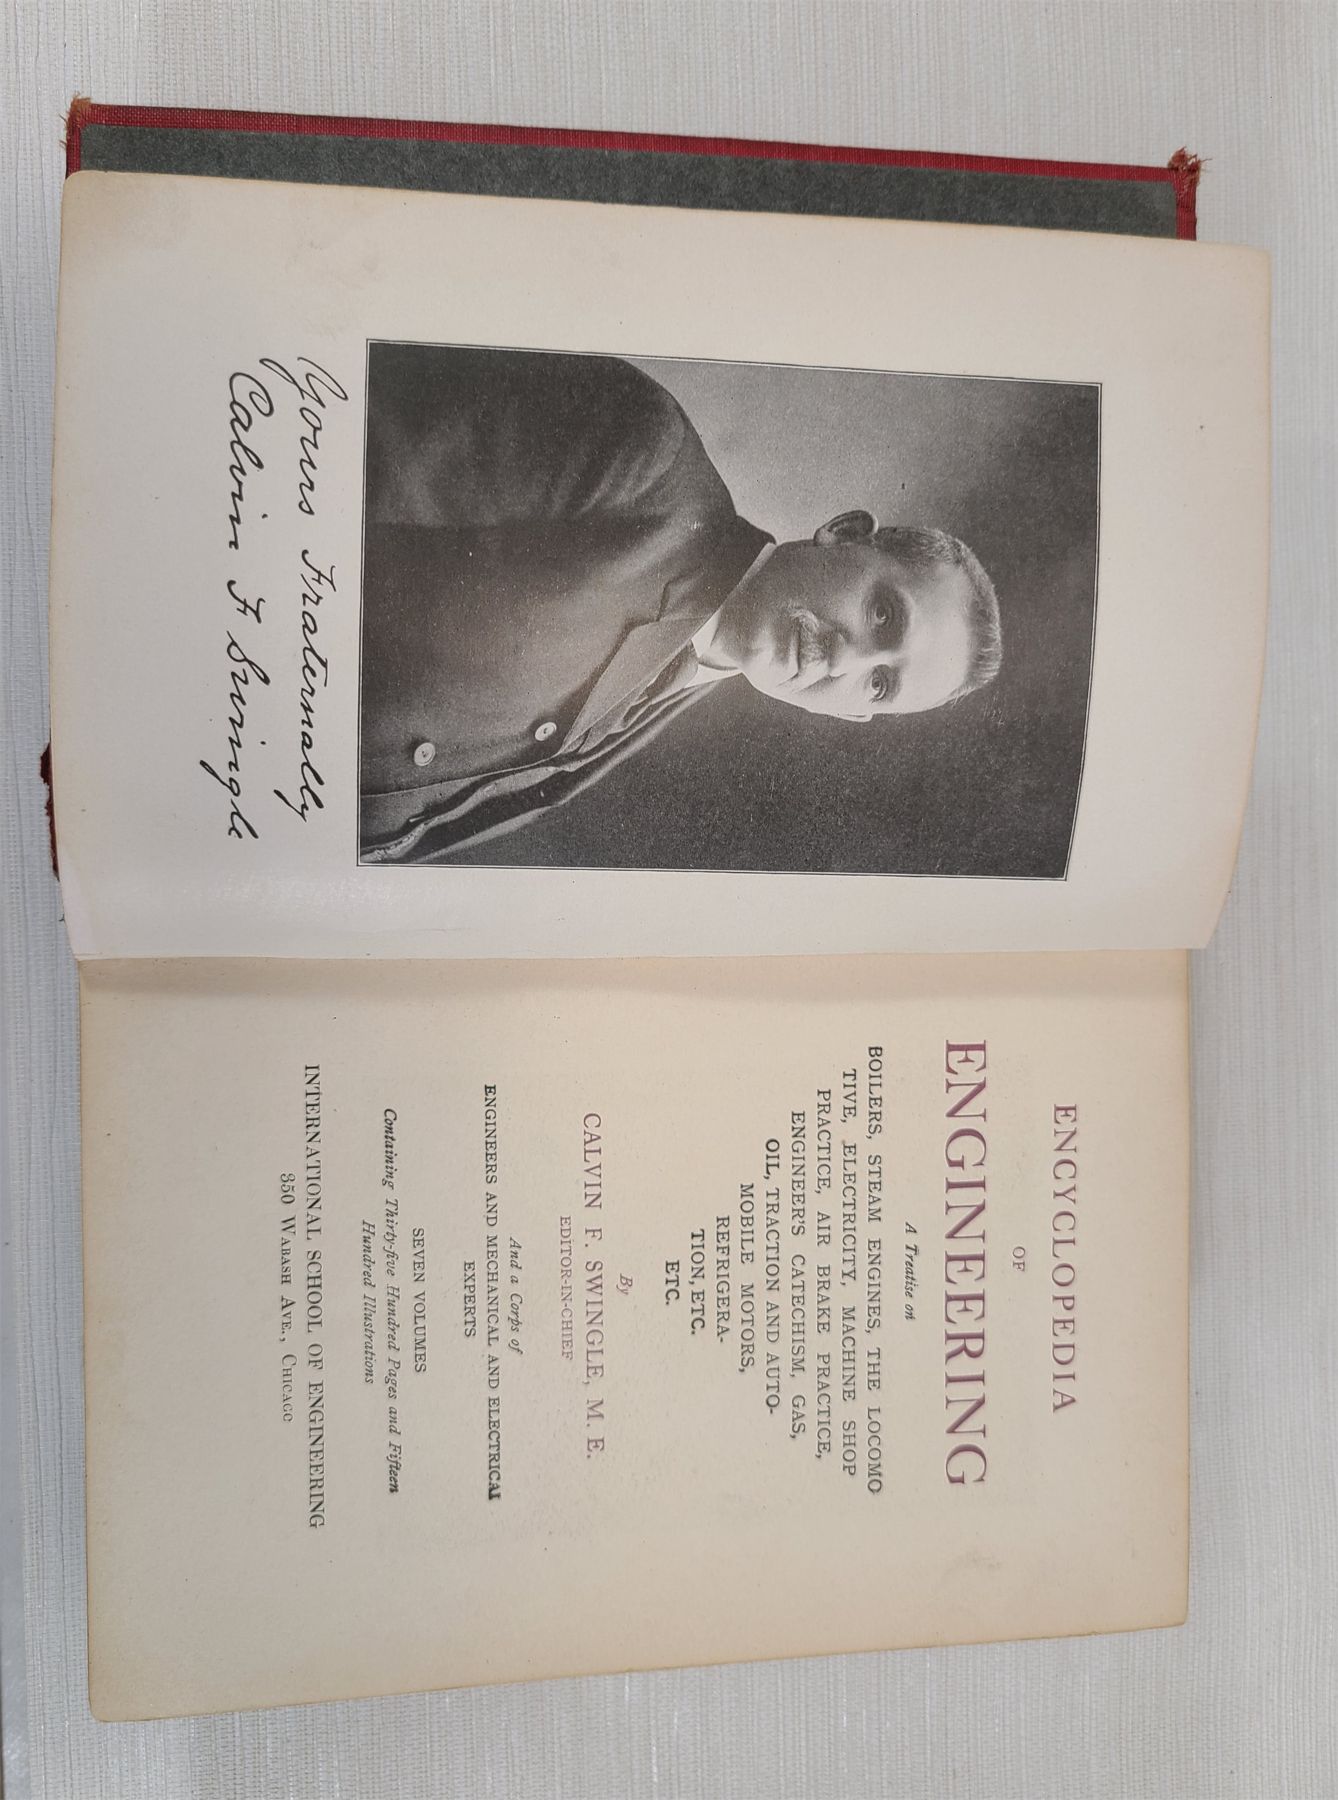 Yours Fraternally
Calvin F Swingle
ENCYCLOPEDIA
OF
ENGINEERING
A Treatise on
BOILERS, STEAM ENGINES, THE LOCOMO
TIVE, ELECTRICITY, MACHINE SHOP
PRACTICE, AIR BRAKE PRACTICE,
ENGINEER'S CATECHISM, GAS,
OIL, TRACTION AND AUTO-
MOBILE MOTORS,
REFRIGERA-
TION, ETC.
ETC.
By
CALVIN F. SWINGLE, M. E.
EDITOR-IN-CHIEF
And a Corps of
ENGINEERS AND MECHANICAL AND ELECTRICAL
EXPERTS
SEVEN VOLUMES
Containing Thirty-five Hundred Pages and Fifteen
Hundred Illustrations
INTERNATIONAL SCHOOL OF ENGINEERING
350 WABASH AVE., CHICAGO